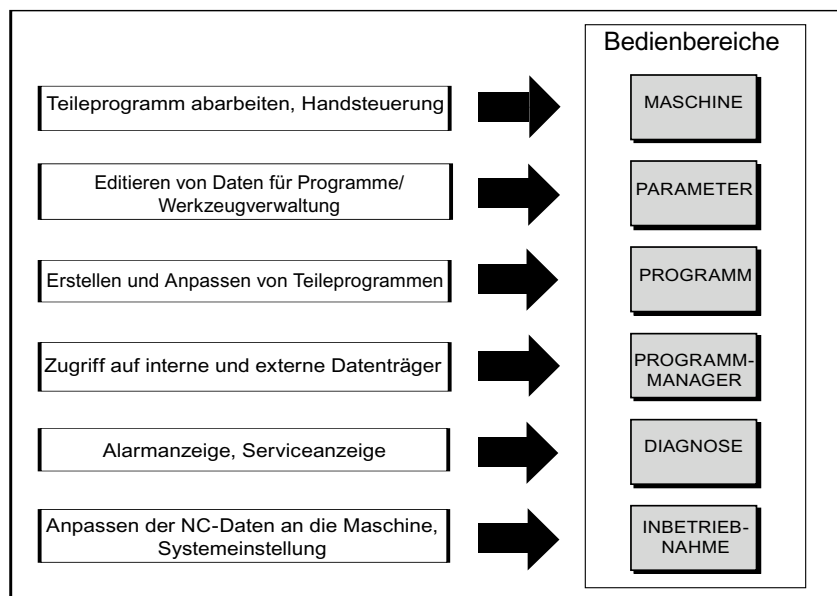 Bedienbereiche
Teileprogramm abarbeiten, Handsteuerung
MASCHINE
Editieren von Daten für Programme/
Werkzeugverwaltung
PARAMETER
Erstellen und Anpassen von Teileprogrammen
PROGRAMM
Zugriff auf interne und externe Datenträger
PROGRAMM-
MANAGER
Alarmanzeige, Serviceanzeige
DIAGNOSE
Anpassen der NC-Daten an die Maschine,
Systemeinstellung
INBETRIEB-
NAHME